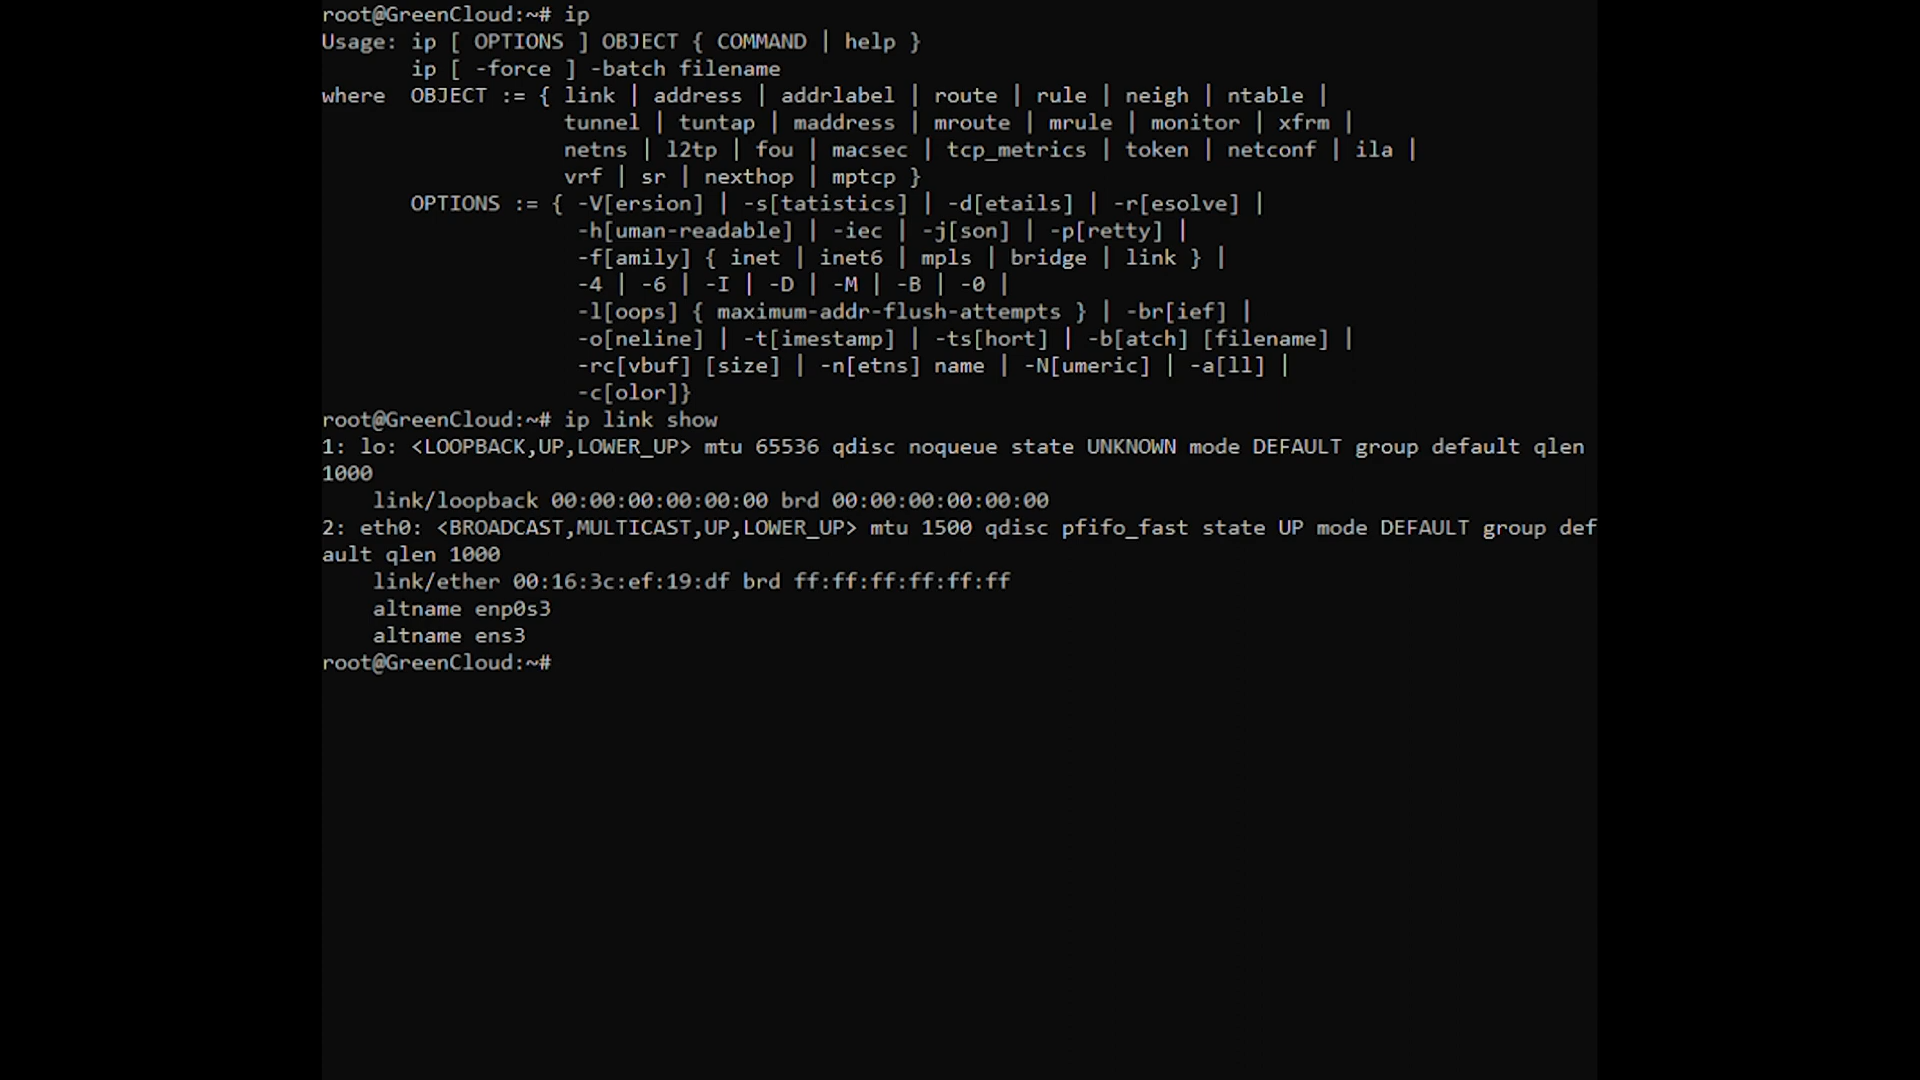 root@GreenCloud:~# ip
Usage: ip [ OPTIONS ] OBJECT { COMMAND | help }
       ip [ -force ] -batch filename
where  OBJECT := { link | address | addrlabel | route | rule | neigh | ntable |
                   tunnel | tuntap | maddress | mroute | mrule | monitor | xfrm |
                   netns | l2tp | fou | macsec | tcp_metrics | token | netconf | ila |
                   vrf | sr | nexthop | mptcp }
       OPTIONS := { -V[ersion] | -s[tatistics] | -d[etails] | -r[esolve] |
                    -h[uman-readable] | -iec | -j[son] | -p[retty] |
                    -f[amily] { inet | inet6 | mpls | bridge | link } |
                    -4 | -6 | -I | -D | -M | -B | -0 |
                    -l[oops] { maximum-addr-flush-attempts } | -br[ief] |
                    -o[neline] | -t[imestamp] | -ts[hort] | -b[atch] [filename] |
                    -rc[vbuf] [size] | -n[etns] name | -N[umeric] | -a[ll] |
                    -c[olor]}
root@GreenCloud:~# ip link show
1: lo: <LOOPBACK,UP,LOWER_UP> mtu 65536 qdisc noqueue state UNKNOWN mode DEFAULT group default qlen
1000
    link/loopback 00:00:00:00:00:00 brd 00:00:00:00:00:00
2: eth0: <BROADCAST,MULTICAST,UP,LOWER_UP> mtu 1500 qdisc pfifo_fast state UP mode DEFAULT group def
ault qlen 1000
    link/ether 00:16:3c:ef:19:df brd ff:ff:ff:ff:ff:ff
    altname enp0s3
    altname ens3
root@GreenCloud:~#